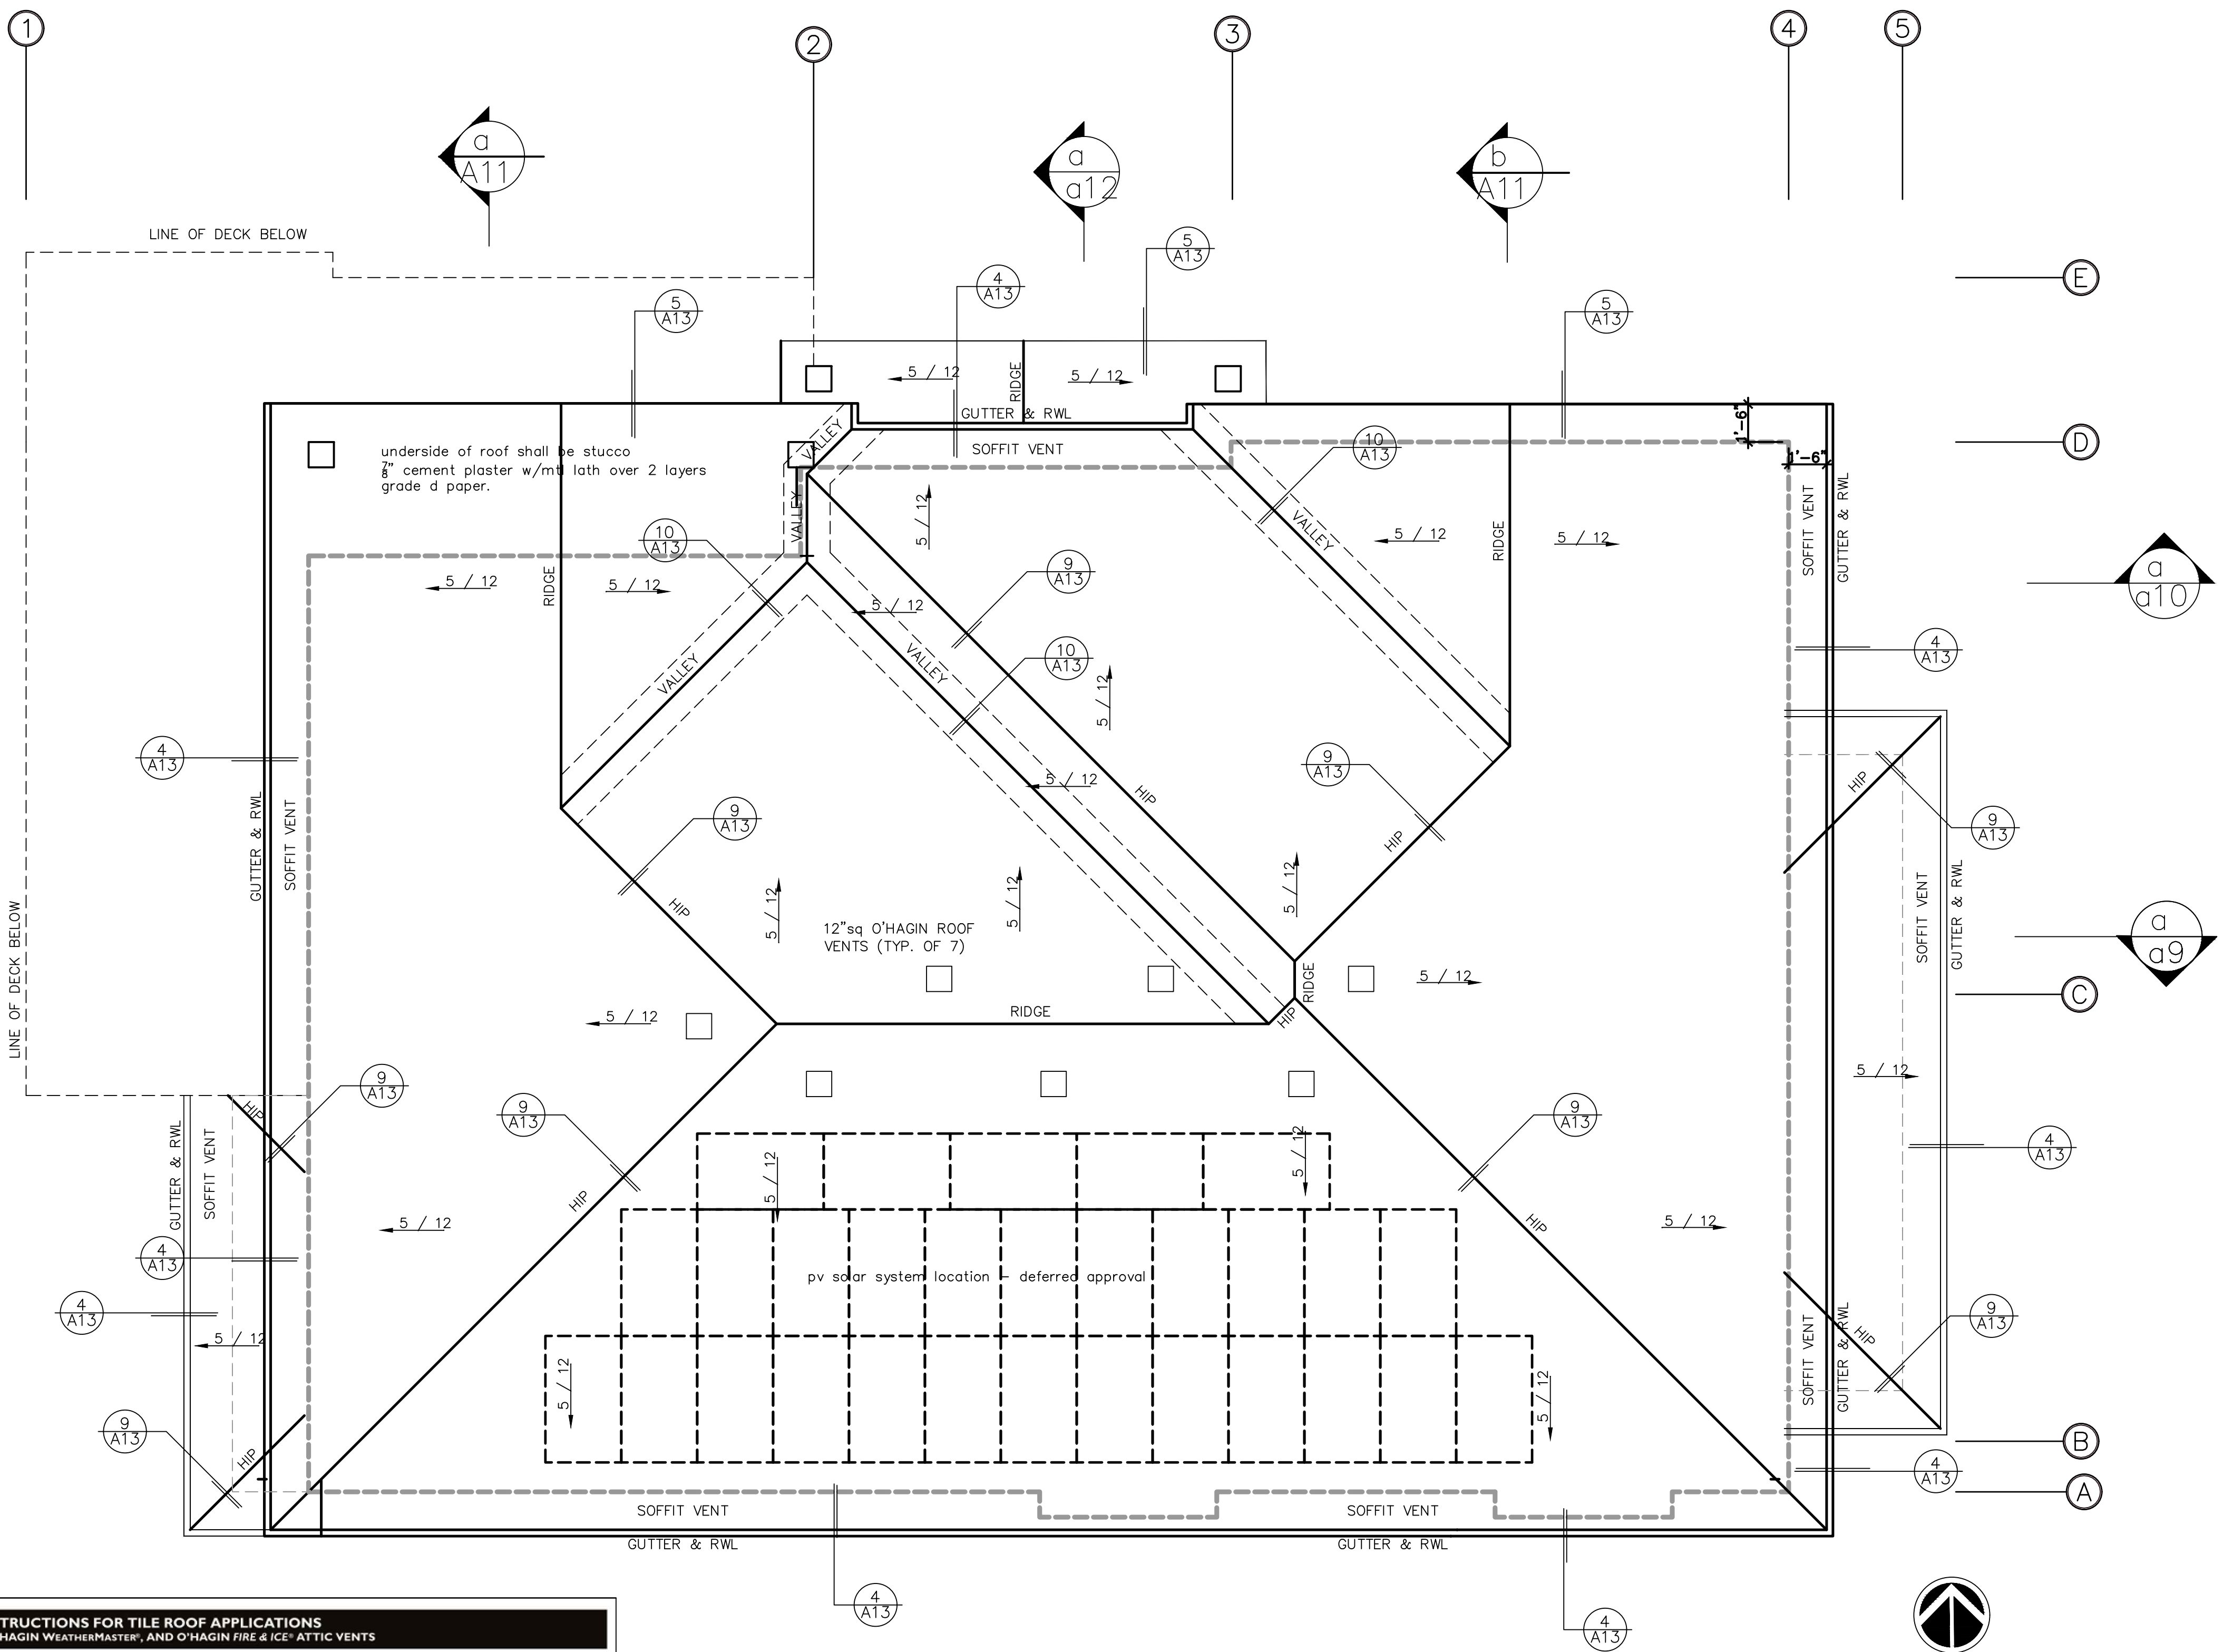 1
2
3
4
5
a
A11
a
a12
b
A11
LINE OF DECK BELOW
5
A13
4
A13
5
A13
5
A13
E
5 / 12
RIDGE
5 / 12
GUTTER & RWL
SOFFIT VENT
VALLEY
1'-6"
1'-6"
D
underside of roof shall be stucco
7/8" cement plaster w/mtl lath over 2 layers
grade d paper.
10
A13
VALLEY
5 / 12
VALLEY
10
A13
5 / 12
RIDGE
5 / 12
SOFFIT VENT
GUTTER & RWL
a
a10
5 / 12
RIDGE
5 / 12
9
A13
5 / 12
10
A13
VALLEY
VALLEY
5 / 12
4
A13
4
A13
5 / 12
HIP
9
A13
HIP
HIP
9
A13
GUTTER & RWL
SOFFIT VENT
9
A13
HIP
5 / 12
12"sq O'HAGIN ROOF
VENTS (TYP. OF 7)
5 / 12
5 / 12
SOFFIT VENT
GUTTER & RWL
a
a9
LINE OF DECK BELOW
RIDGE
5 / 12
C
5 / 12
RIDGE
HIP
9
A13
HIP
9
A13
9
A13
5 / 12
GUTTER & RWL
SOFFIT VENT
5 / 12
5 / 12
4
A13
HIP
5 / 12
HIP
5 / 12
4
A13
pv solar system location – deferred approval
4
A13
5 / 12
SOFFIT VENT
GUTTER & RWL
HIP
9
A13
5 / 12
5 / 12
9
A13
HIP
B
4
A13
A
SOFFIT VENT
SOFFIT VENT
GUTTER & RWL
GUTTER & RWL
4
A13
4
A13
TRUCTIONS FOR TILE ROOF APPLICATIONS
HAGIN WEATHERMASTER®, AND O'HAGIN FIRE & ICE® ATTIC VENTS